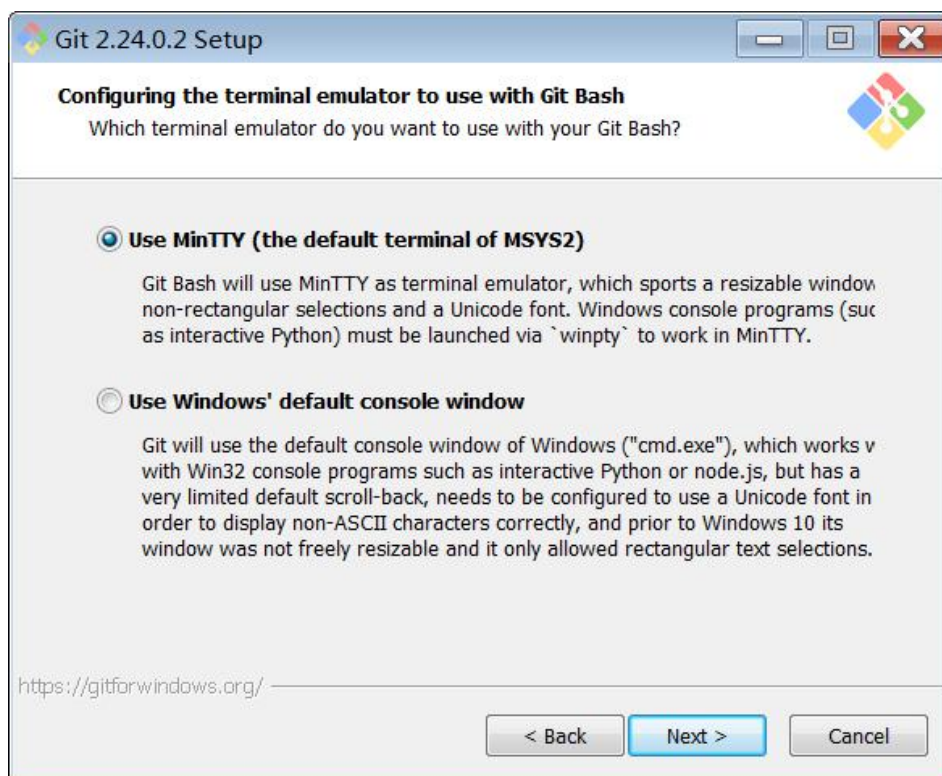 Git 2.24.0.2 Setup
Configuring the terminal emulator to use with Git Bash
Which terminal emulator do you want to use with your Git Bash?
Use MinTTY (the default terminal of MSYS2)
Git Bash will use MinTTY as terminal emulator, which sports a resizable window
non-rectangular selections and a Unicode font. Windows console programs (suc
as interactive Python) must be launched via `winpty` to work in MinTTY.
Use Windows' default console window
Git will use the default console window of Windows ("cmd.exe"), which works
with Win32 console programs such as interactive Python or node.js, but has a
very limited default scroll-back, needs to be configured to use a Unicode font in
order to display non-ASCII characters correctly, and prior to Windows 10 its
window was not freely resizable and it only allowed rectangular text selections.
https://gitforwindows.org/
< Back Next > Cancel